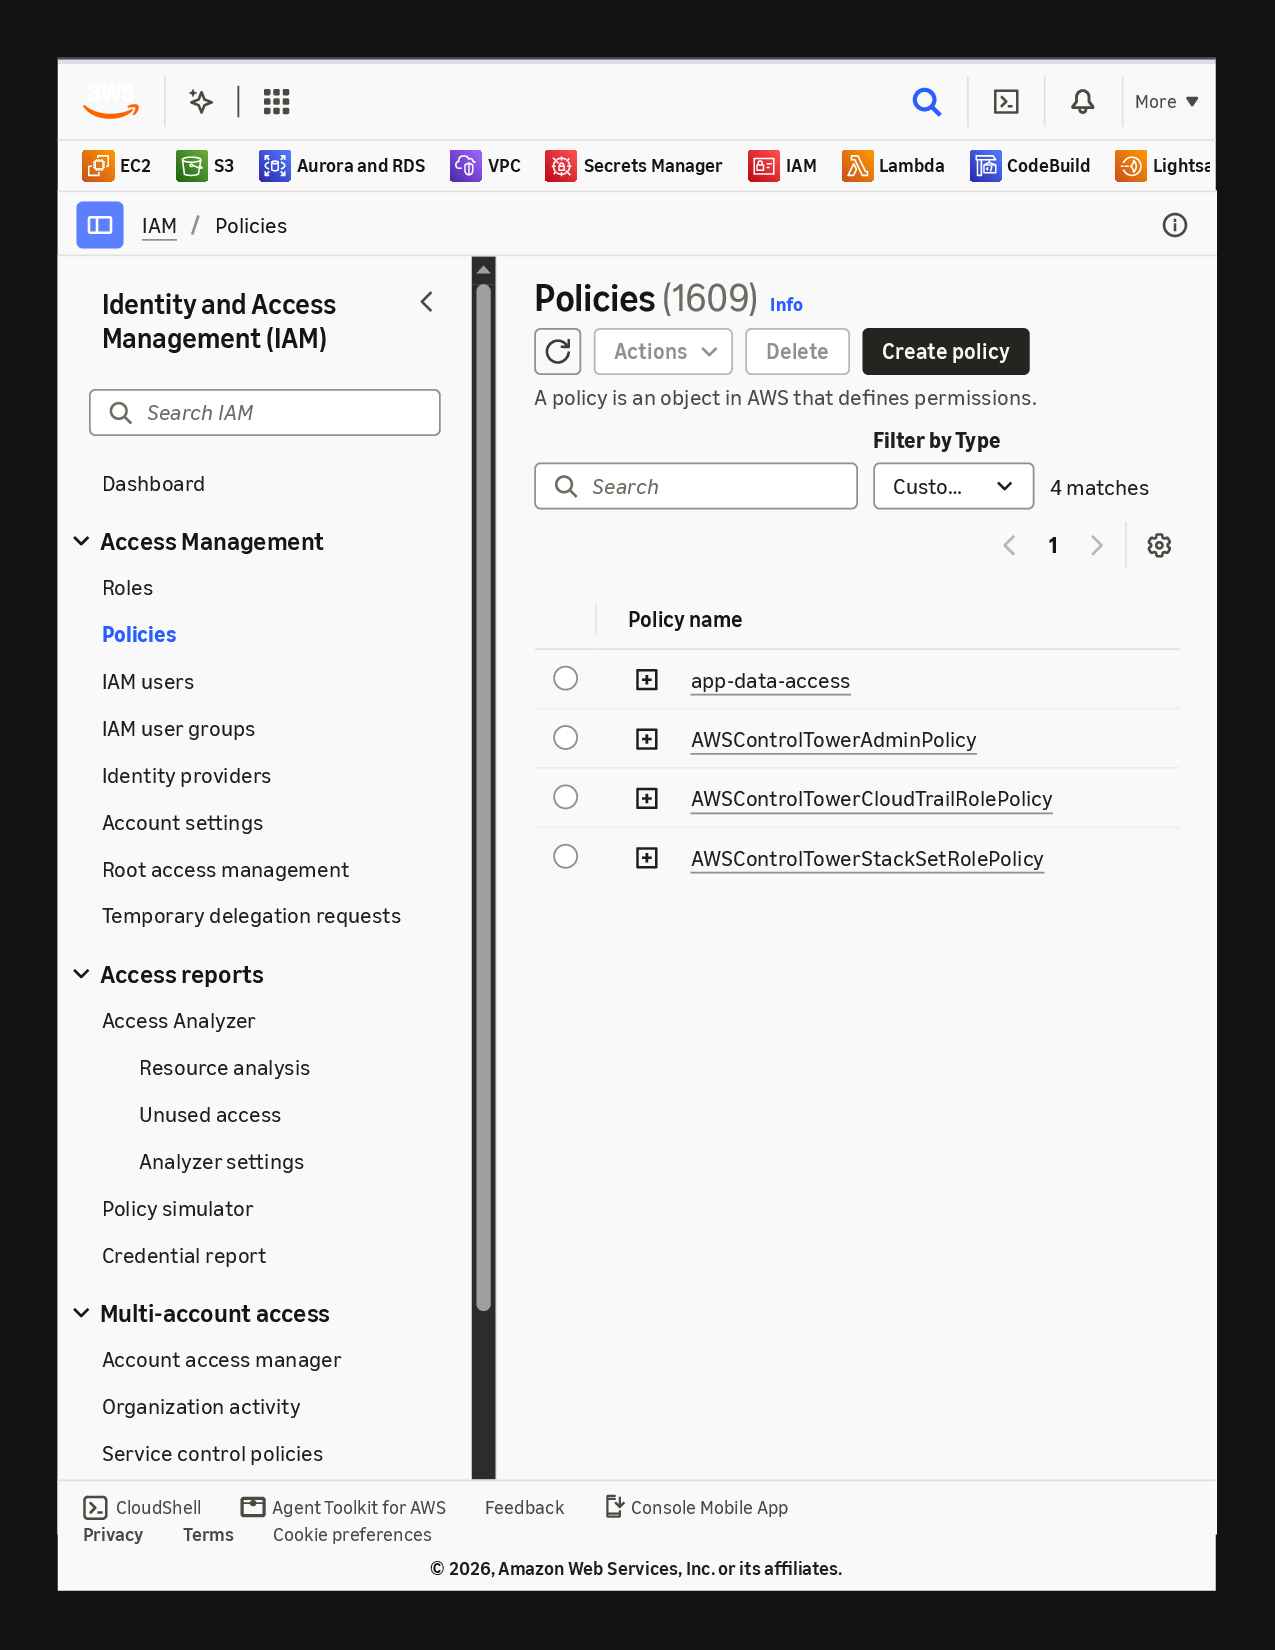 aws
More
EC2 S3 Aurora and RDS VPC Secrets Manager IAM Lambda CodeBuild Lightsa
IAM / Policies
Identity and Access
Management (IAM)
Search IAM
Dashboard
Access Management
Roles
Policies
IAM users
IAM user groups
Identity providers
Account settings
Root access management
Temporary delegation requests
Access reports
Access Analyzer
Resource analysis
Unused access
Analyzer settings
Policy simulator
Credential report
Multi-account access
Account access manager
Organization activity
Service control policies
Policies (1609) Info
Actions Delete Create policy
A policy is an object in AWS that defines permissions.
Filter by Type
Search Custo... 4 matches
1
Policy name
app-data-access
AWSControlTowerAdminPolicy
AWSControlTowerCloudTrailRolePolicy
AWSControlTowerStackSetRolePolicy
CloudShell Agent Toolkit for AWS Feedback Console Mobile App
Privacy Terms Cookie preferences
© 2026, Amazon Web Services, Inc. or its affiliates.